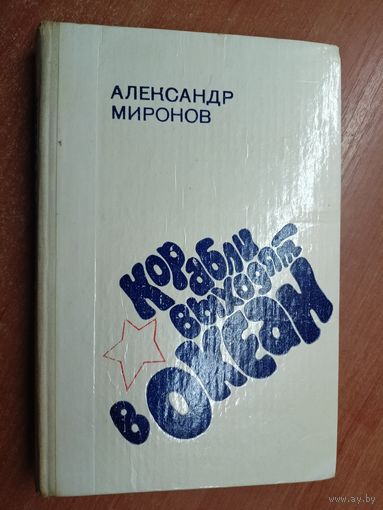 АЛЕКСАНДР
МИРОНОВ
корабли
выходят
в океан
www.ay.by